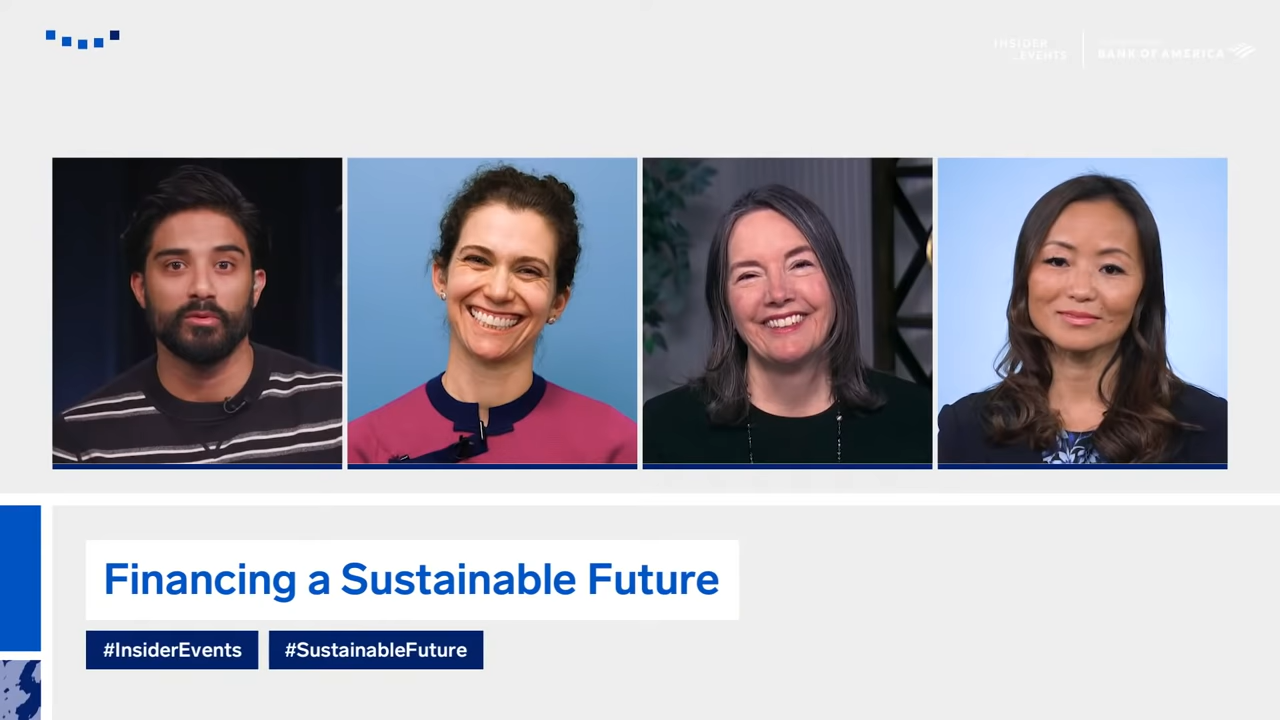 INSIDER
EVENTS
BANK OF AMERICA
Financing a Sustainable Future
#InsiderEvents
#SustainableFuture